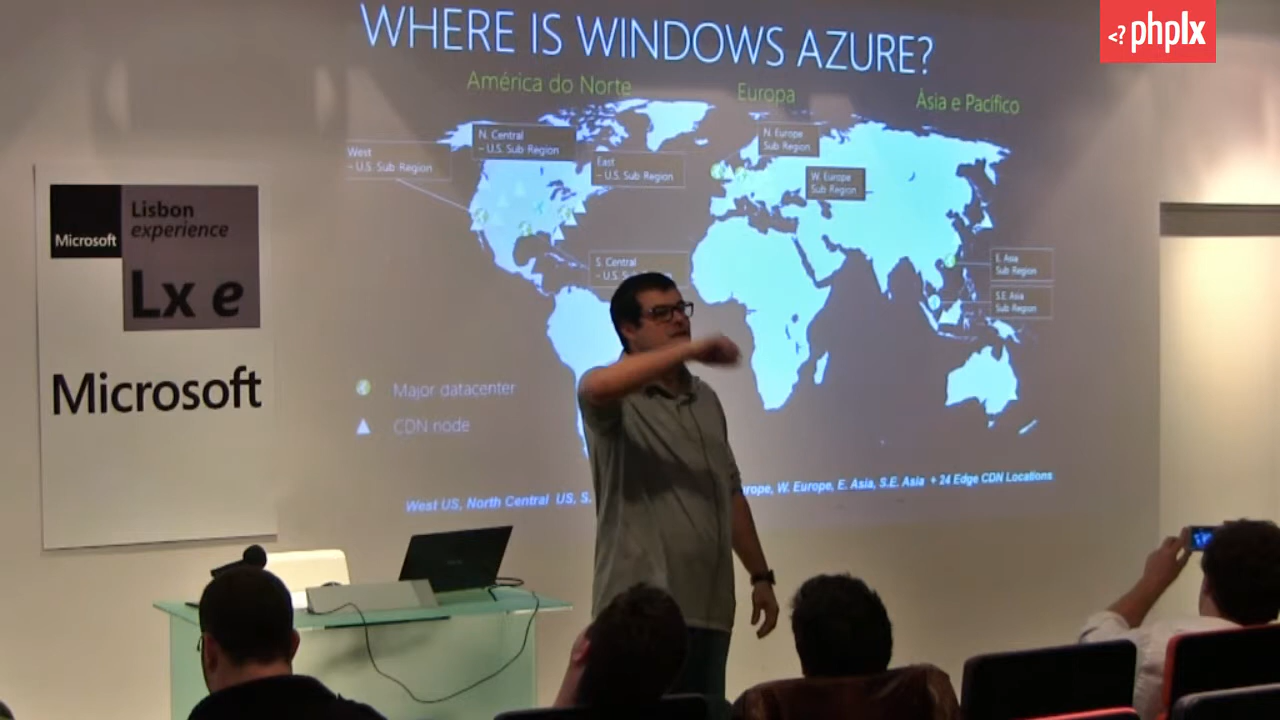 <? phplx
WHERE IS WINDOWS AZURE?
América do Norte
Europa
Ásia e Pacífico
N. Central
– U.S. Sub Region
West
– U.S. Sub Region
East
– U.S. Sub Region
N. Europe
Sub Region
W. Europe
Sub Region
S. Central
– U.S.
E. Asia
Sub Region
S.E. Asia
Sub Region
Major datacenter
CDN node
West US, North Central US, S. W. Europe, E. Asia, S.E. Asia + 24 Edge CDN Locations
Microsoft
Lisbon
experience
Lx e
Microsoft